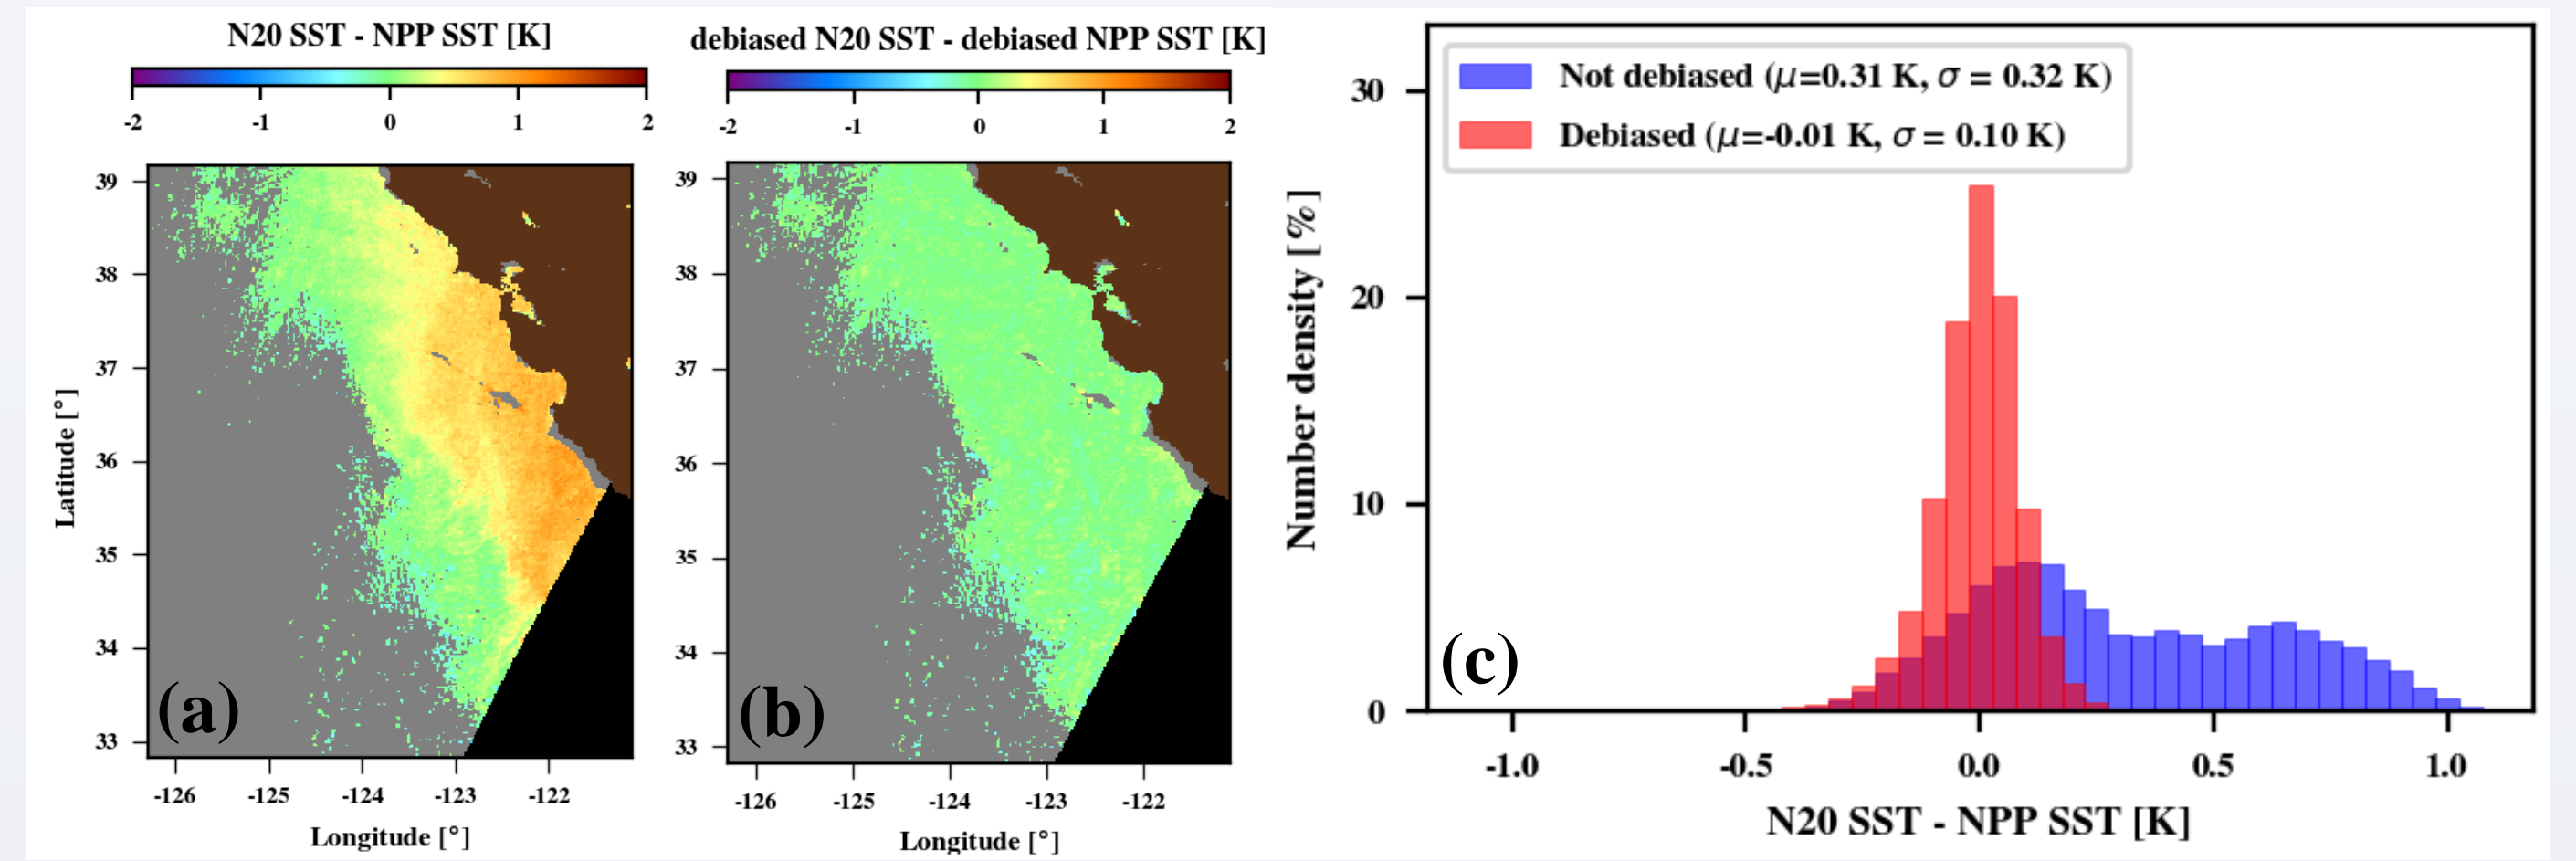 N20 SST - NPP SST [K]
-2 -1 0 1 2
39
38
37
36
35
34
33
Latitude [°]
(a)
-126 -125 -124 -123 -122
Longitude [°]
debiased N20 SST - debiased NPP SST [K]
-2 -1 0 1 2
39
38
37
36
35
34
33
(b)
-126 -125 -124 -123 -122
Longitude [°]
Not debiased (μ=0.31 K, σ = 0.32 K)
Debiased (μ=-0.01 K, σ = 0.10 K)
30
20
10
0
Number density [%]
(c)
-1.0 -0.5 0.0 0.5 1.0
N20 SST - NPP SST [K]